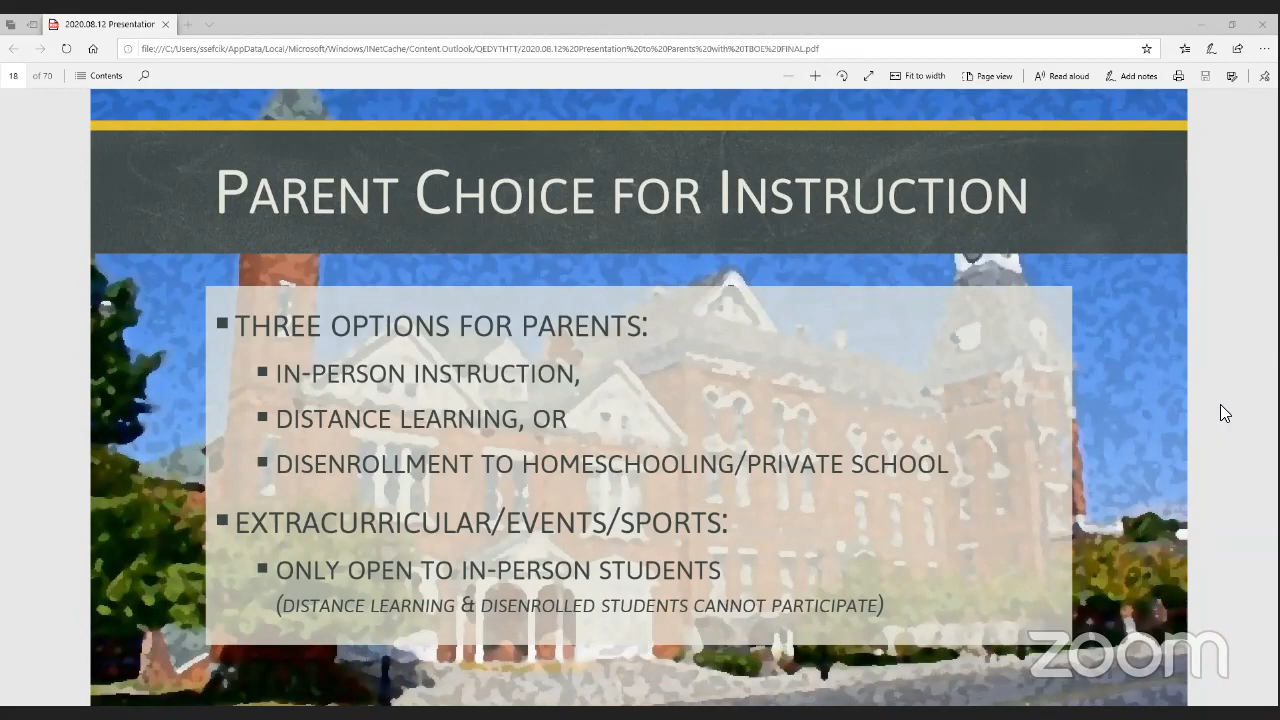 2020.08.12 Presentation
file:///C:/Users/ssefcik/AppData/Local/Microsoft/Windows/INetCache/Content.Outlook/QEDYTHTT/2020.08.12%20Presentation%20to%20Parents%20with%20TBOE%20FINAL.pdf
18 of 70 Contents Fit to width Page view Read aloud Add notes
PARENT CHOICE FOR INSTRUCTION
THREE OPTIONS FOR PARENTS:
IN-PERSON INSTRUCTION,
DISTANCE LEARNING, OR
DISENROLLMENT TO HOMESCHOOLING/PRIVATE SCHOOL
EXTRACURRICULAR/EVENTS/SPORTS:
ONLY OPEN TO IN-PERSON STUDENTS
(DISTANCE LEARNING & DISENROLLED STUDENTS CANNOT PARTICIPATE)
zoom